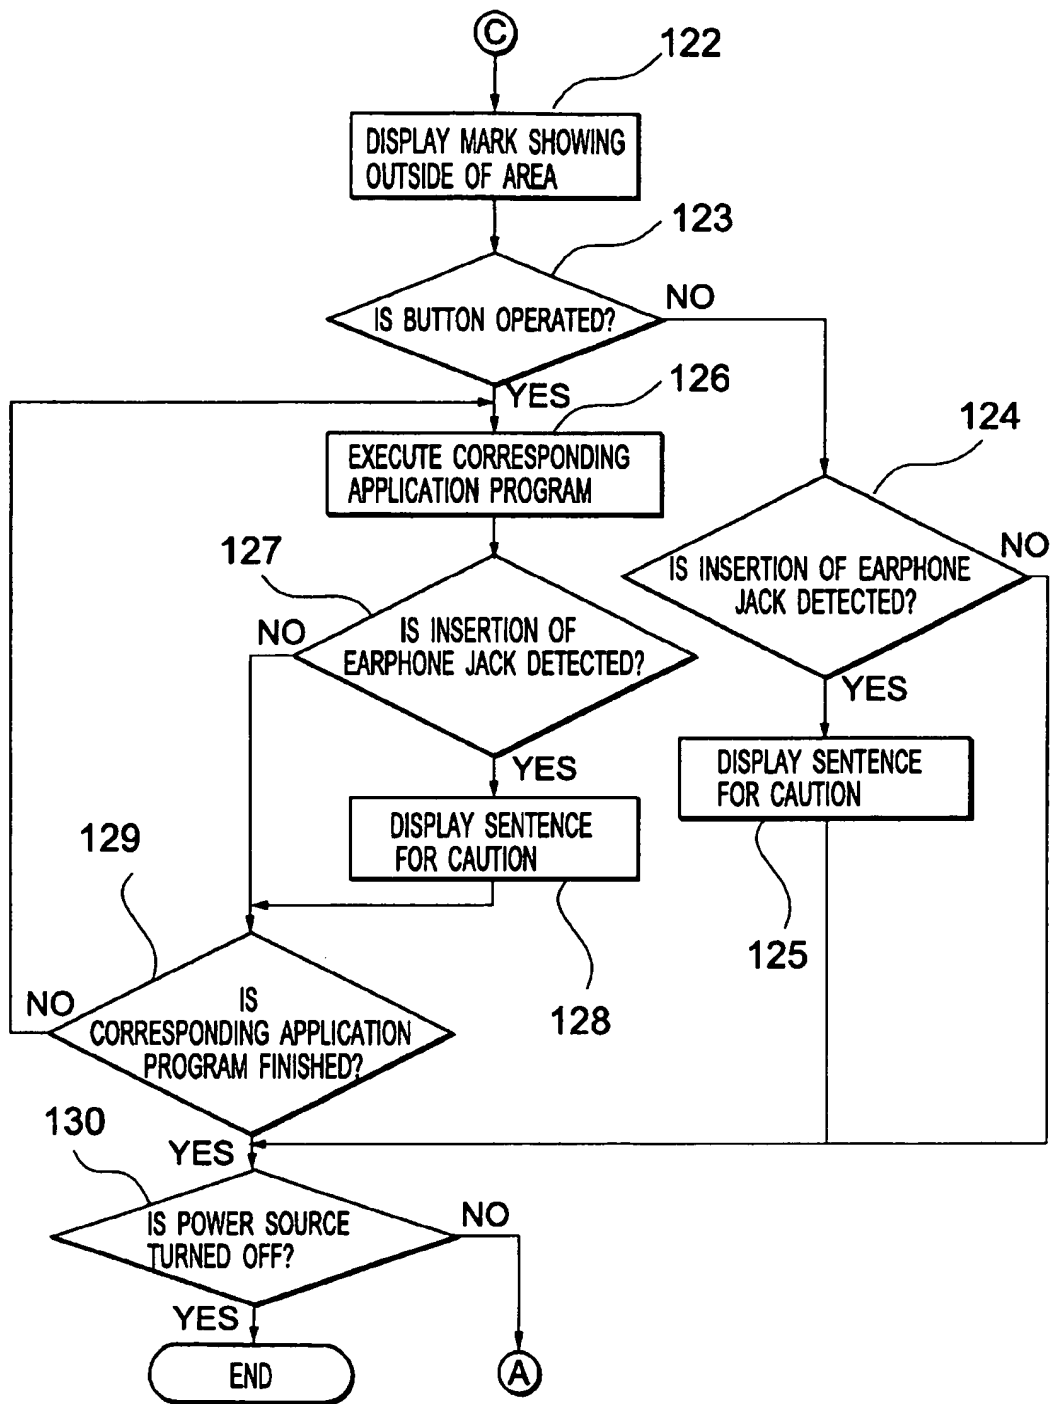 C
122
DISPLAY MARK SHOWING
OUTSIDE OF AREA
123
IS BUTTON OPERATED?
NO
YES
126
124
EXECUTE CORRESPONDING
APPLICATION PROGRAM
127
NO
IS INSERTION OF EARPHONE
JACK DETECTED?
NO
IS INSERTION OF
EARPHONE JACK DETECTED?
YES
YES
DISPLAY SENTENCE
FOR CAUTION
DISPLAY SENTENCE
FOR CAUTION
129
125
128
NO
IS
CORRESPONDING APPLICATION
PROGRAM FINISHED?
130
YES
IS POWER SOURCE
TURNED OFF?
NO
YES
END
A